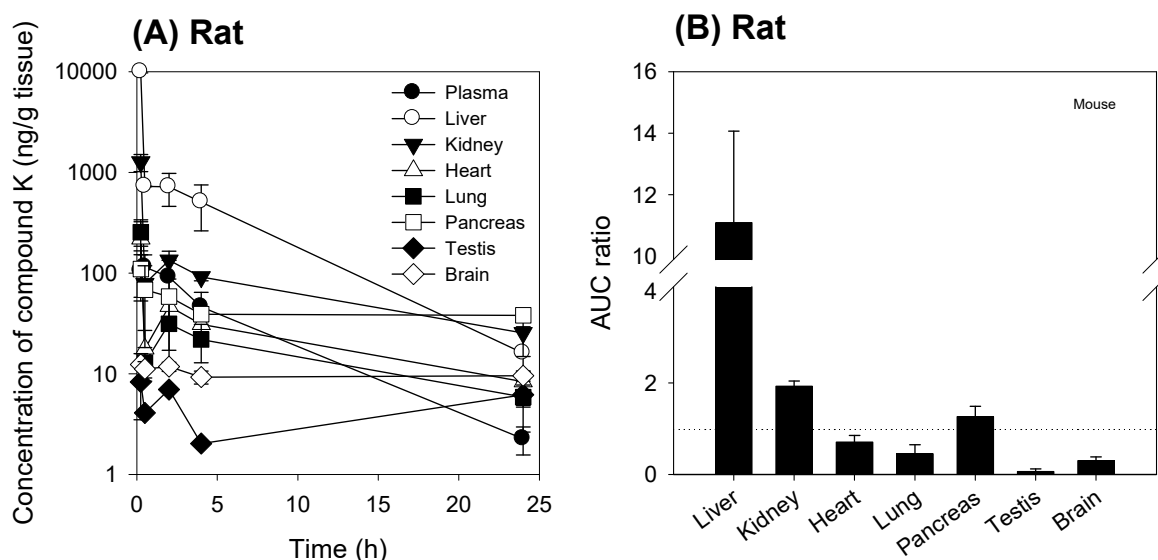 (A) Rat
Concentration of compound K (ng/g tissue)
10000
1000
100
10
1
0
5
10
15
20
25
Time (h)
Plasma
Liver
Kidney
Heart
Lung
Pancreas
Testis
Brain
(B) Rat
AUC ratio
16
14
12
10
4
2
0
Mouse
Liver
Kidney
Heart
Lung
Pancreas
Testis
Brain